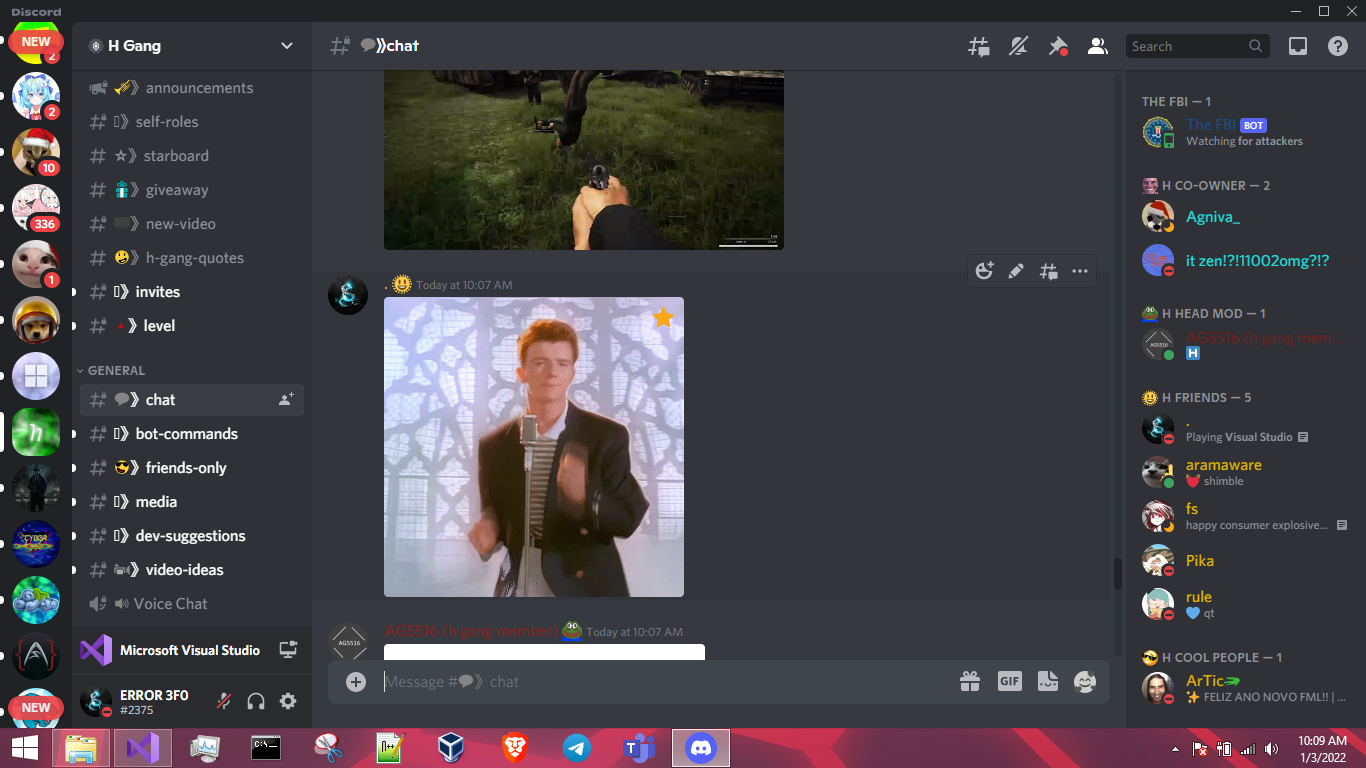 Discord
NEW
2
2
10
336
1
CYBER
NEW
H Gang
announcements
self-roles
starboard
giveaway
new-video
h-gang-quotes
invites
level
GENERAL
chat
bot-commands
friends-only
media
dev-suggestions
video-ideas
Voice Chat
Microsoft Visual Studio
ERROR 3F0
#2375
chat
Search
. Today at 10:07 AM
AG5516
AG5516 (h gang member) Today at 10:07 AM
Message # chat
GIF
THE FBI — 1
The FBI BOT
Watching for attackers
H CO-OWNER — 2
Agniva_
it zen!?!11002omg?!?
H HEAD MOD — 1
AG5516
AG5516 (h gang mem...
H
H FRIENDS — 5
.
Playing Visual Studio
aramaware
shimble
fs
happy consumer explosive...
Pika
rule
qt
H COOL PEOPLE — 1
ArTic
FELIZ ANO NOVO FML!! | ...
10:09 AM
1/3/2022